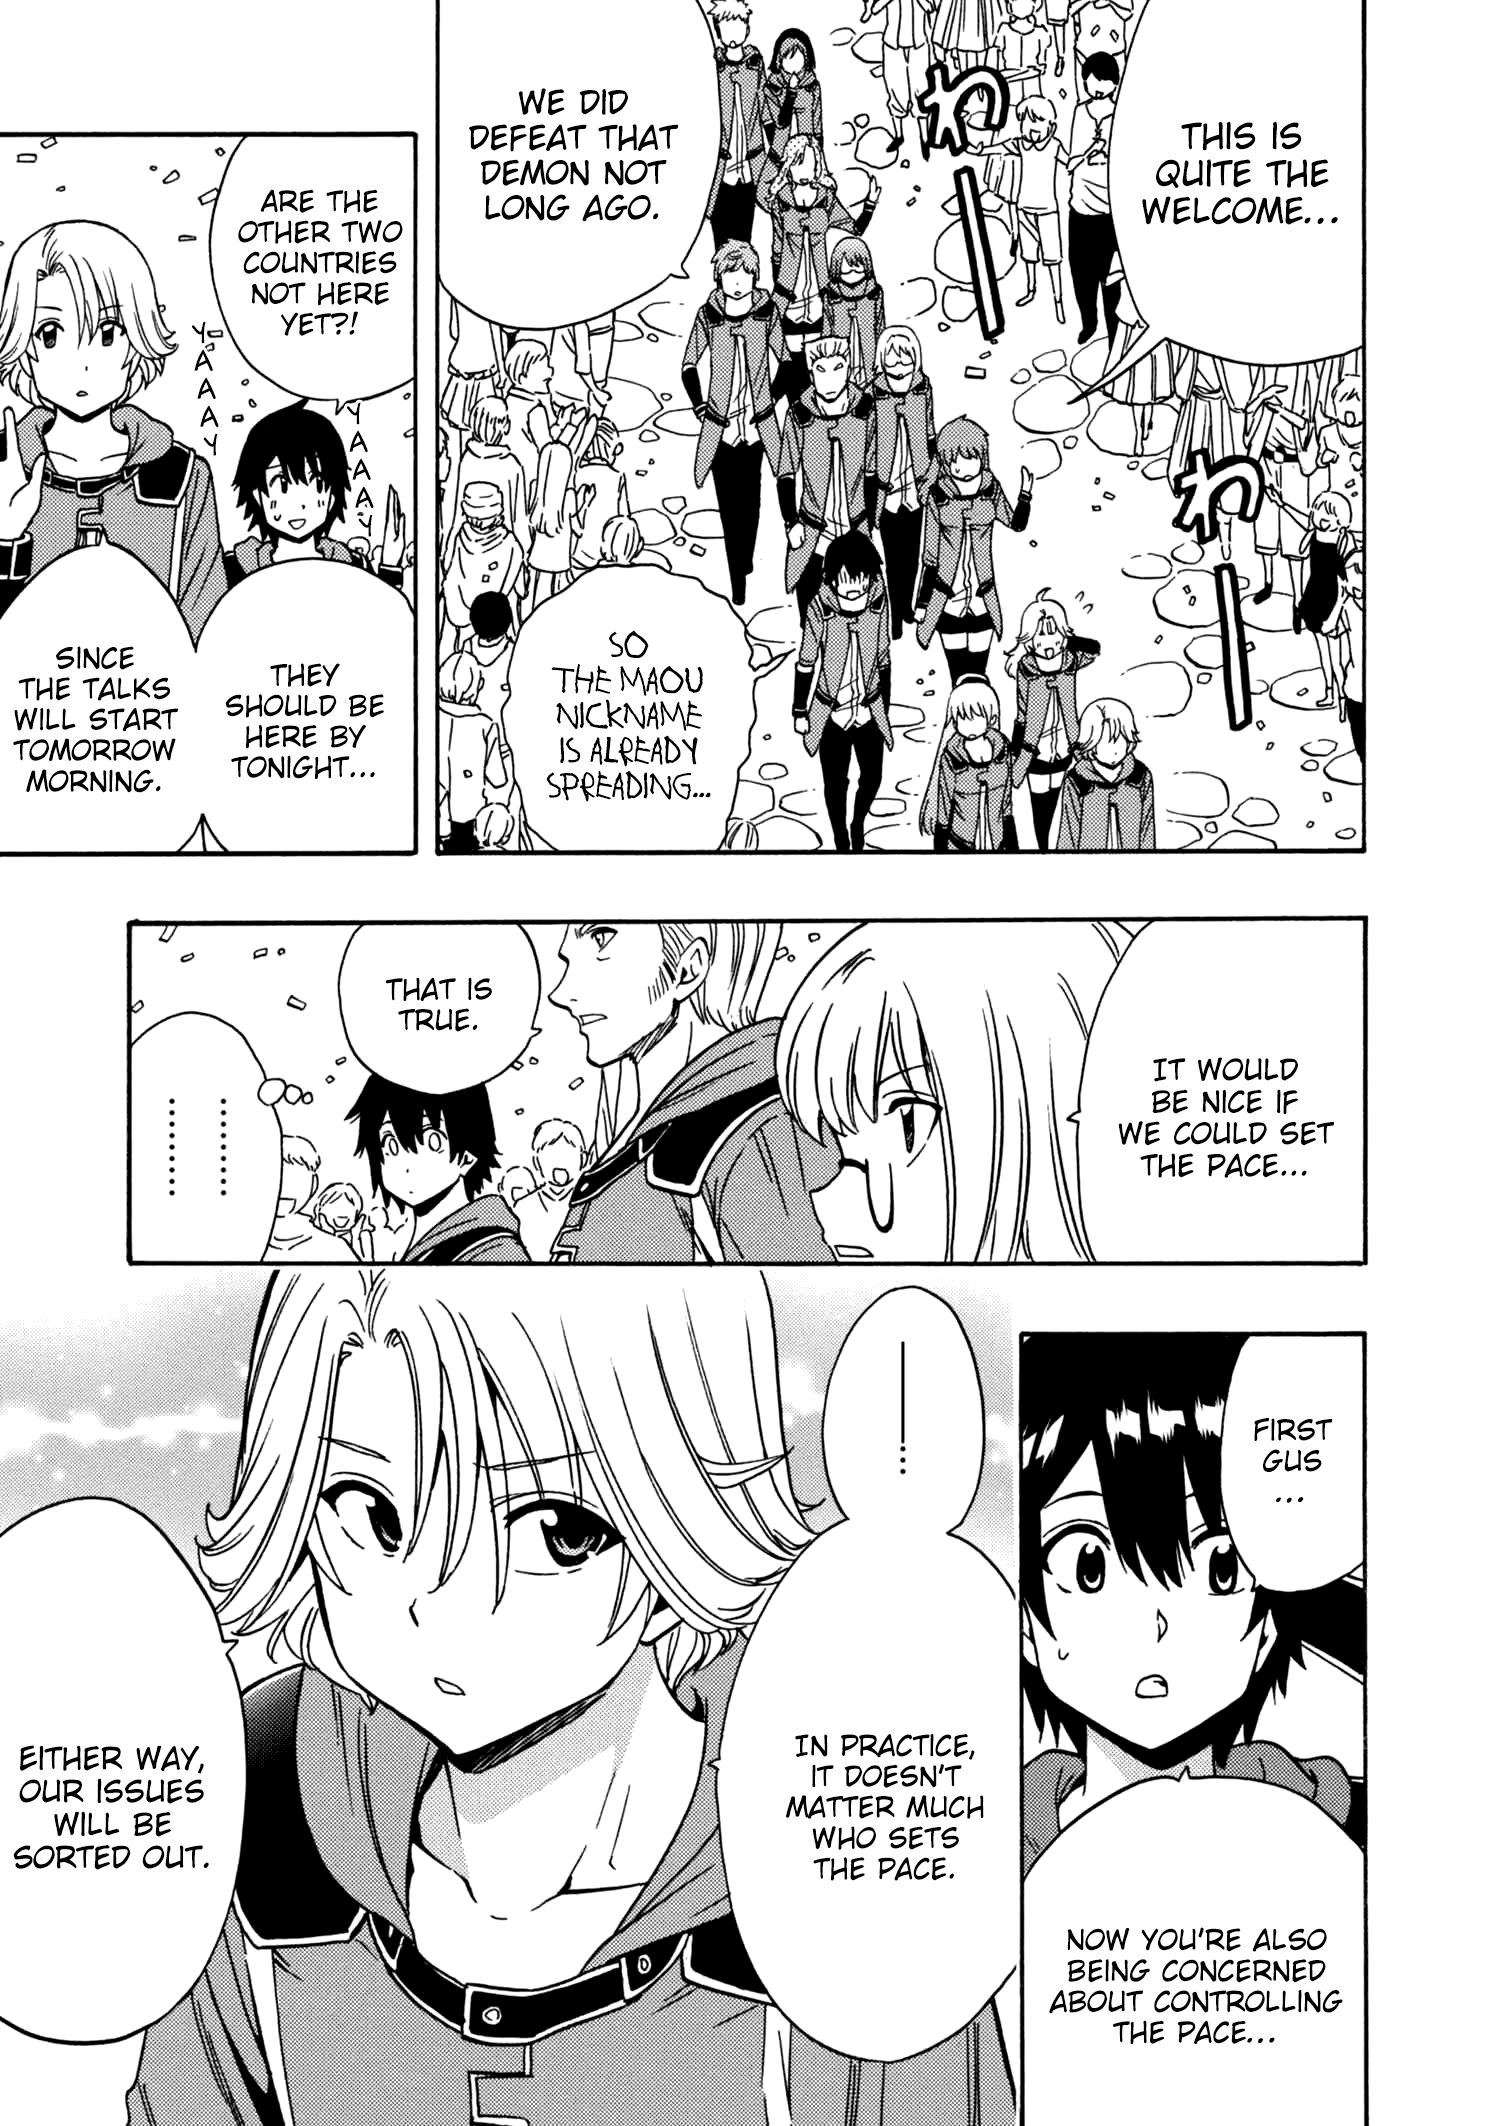 THIS IS
QUITE THE
WELCOME...
わー
わー
WE DID
DEFEAT THAT
DEMON NOT
LONG AGO.
SO
THE MAOU
NICKNAME
IS ALREADY
SPREADING...
ARE THE
OTHER TWO
COUNTRIES
NOT HERE
YET?!
YAAAY
YAAAY
THEY
SHOULD BE
HERE BY
TONIGHT...
SINCE
THE TALKS
WILL START
TOMORROW
MORNING.
IT WOULD
BE NICE IF
WE COULD SET
THE PACE...
THAT IS
TRUE.
.........
.........
FIRST
GUS
...
NOW YOU'RE ALSO
BEING CONCERNED
ABOUT CONTROLLING
THE PACE...
—...
IN PRACTICE,
IT DOESN'T
MATTER MUCH
WHO SETS
THE PACE.
EITHER WAY,
OUR ISSUES
WILL BE
SORTED OUT.